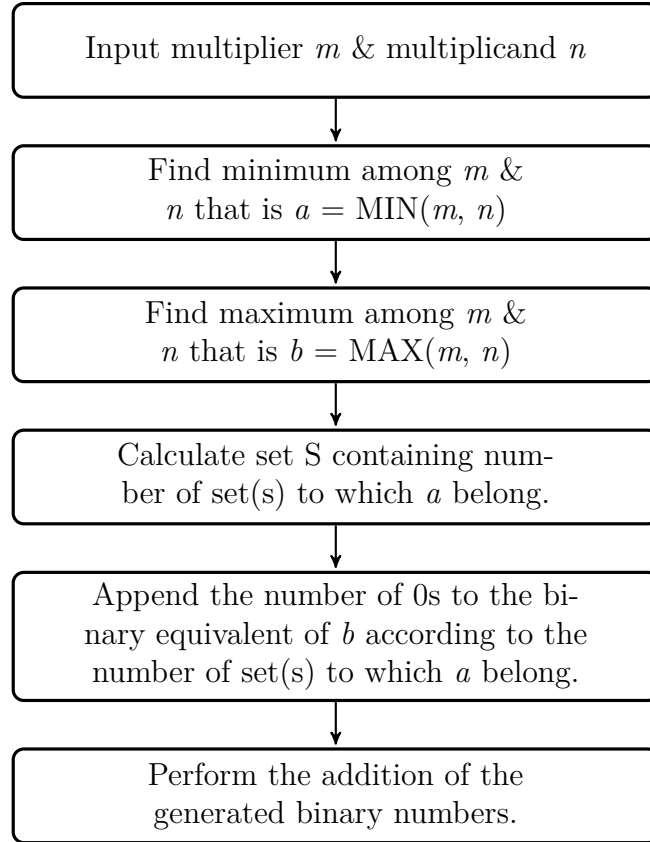 Input multiplier m & multiplicand n
Find minimum among m &
n that is a = MIN(m, n)
Find maximum among m &
n that is b = MAX(m, n)
Calculate set S containing num-
ber of set(s) to which a belong.
Append the number of 0s to the bi-
nary equivalent of b according to the
number of set(s) to which a belong.
Perform the addition of the
generated binary numbers.